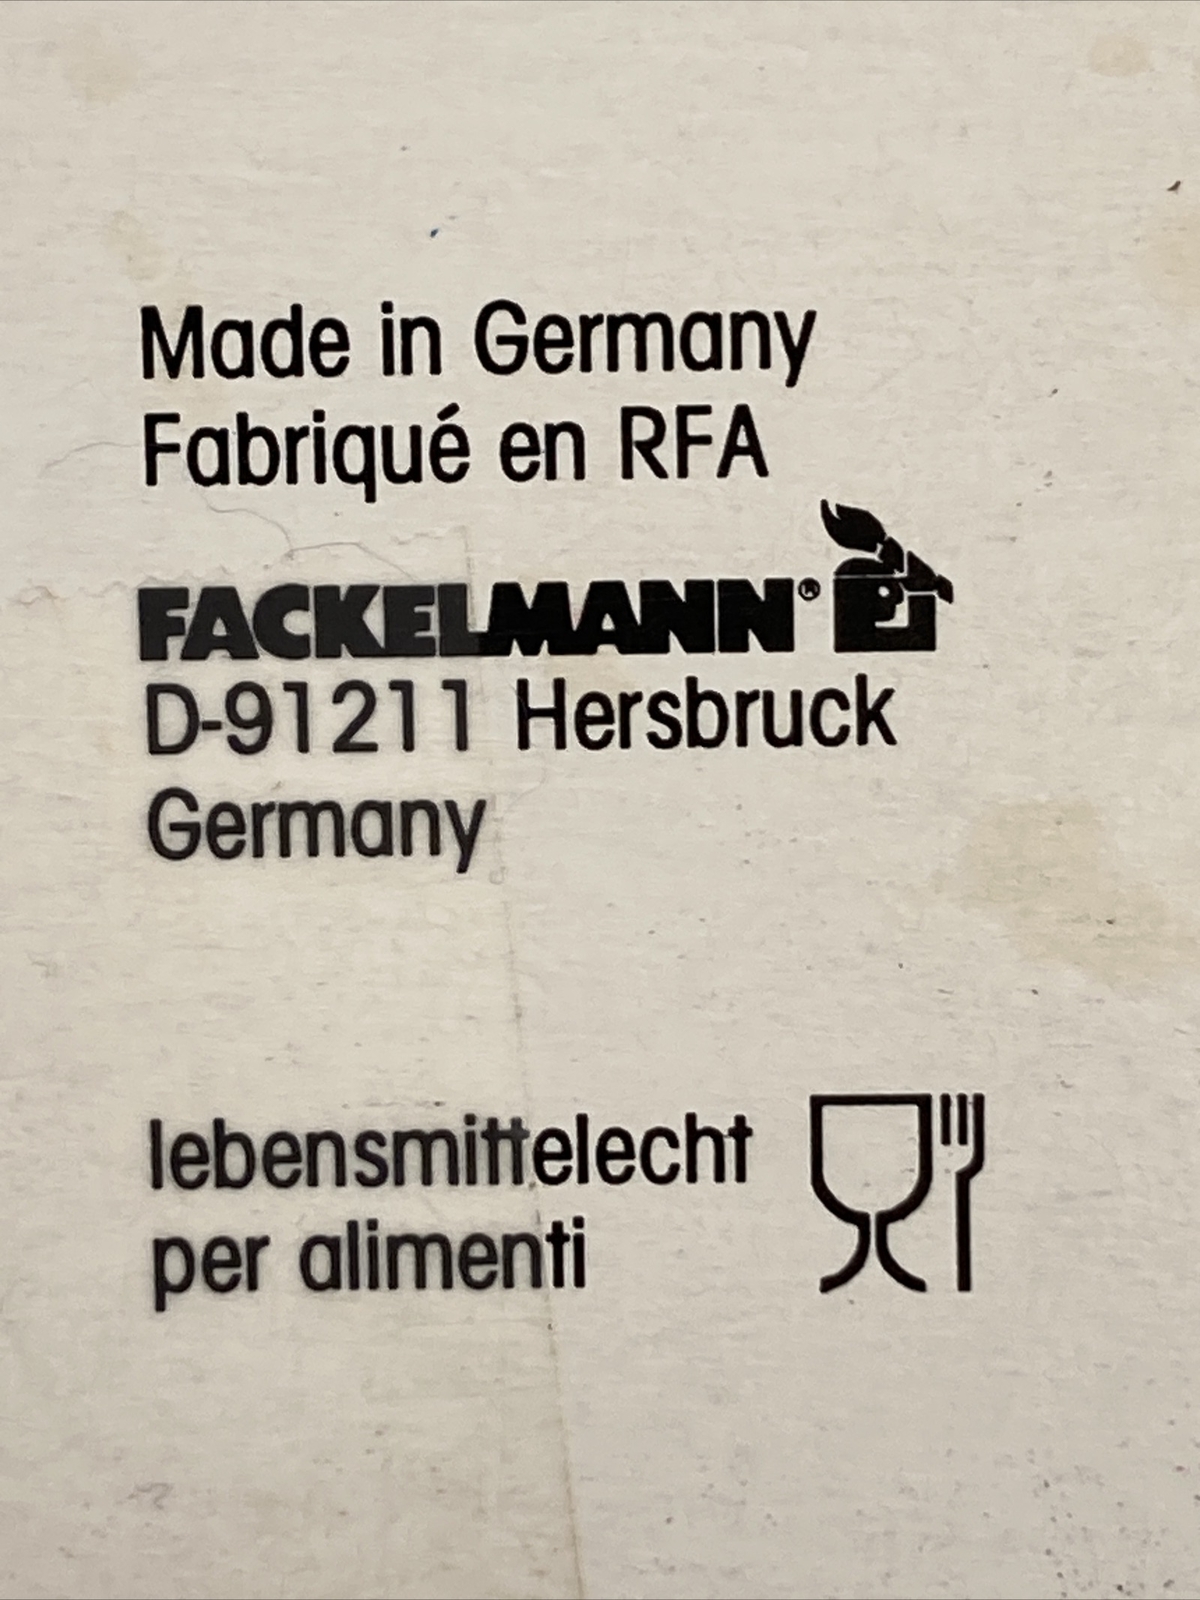 Made in Germany
Fabriqué en RFA
FACKELMANN®
D-91211 Hersbruck
Germany
lebensmittelecht
per alimenti